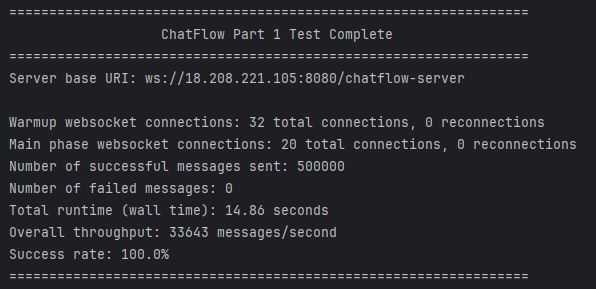 =================================================================
ChatFlow Part 1 Test Complete
=================================================================
Server base URI: ws://18.208.221.105:8080/chatflow-server
Warmup websocket connections: 32 total connections, 0 reconnections
Main phase websocket connections: 20 total connections, 0 reconnections
Number of successful messages sent: 500000
Number of failed messages: 0
Total runtime (wall time): 14.86 seconds
Overall throughput: 33643 messages/second
Success rate: 100.0%
=================================================================